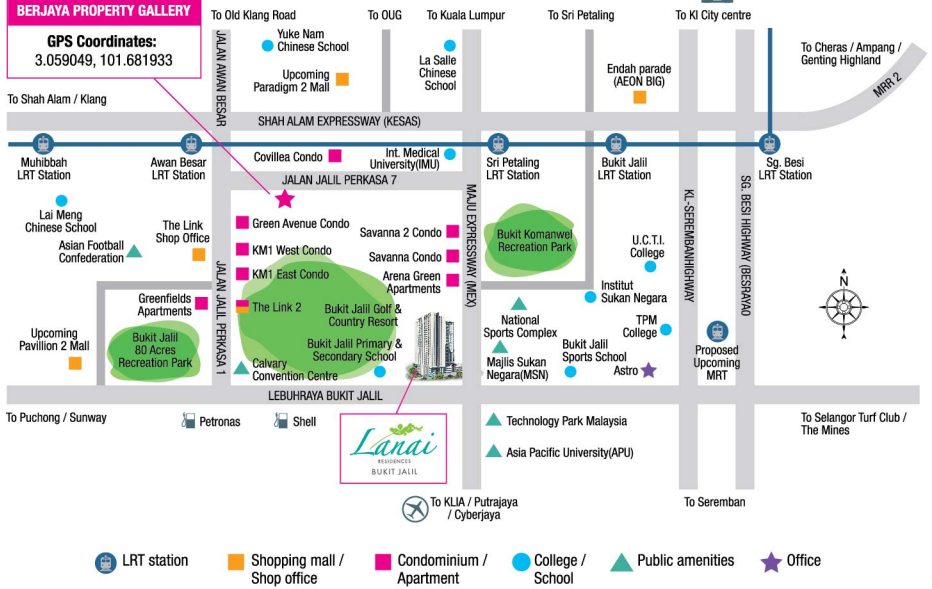 BERJAYA PROPERTY GALLERY
GPS Coordinates:
3.059049, 101.681933
To Old Klang Road
To OUG
To Kuala Lumpur
To Sri Petaling
To Kl City centre
To Cheras / Ampang /
Genting Highland
MRR 2
JALAN AWAN BESAR
Yuke Nam
Chinese School
Upcoming
Paradigm 2 Mall
La Salle
Chinese
School
Endah parade
(AEON BIG)
To Shah Alam / Klang
SHAH ALAM EXPRESSWAY (KESAS)
Muhibbah
LRT Station
Awan Besar
LRT Station
Covillea Condo
Int. Medical
University(IMU)
Sri Petaling
LRT Station
Bukit Jalil
LRT Station
Sg. Besi
LRT Station
JALAN JALIL PERKASA 7
MAJU EXPRESSWAY (MEX)
KL-SEREMBANHIGHWAY
SG. BESI HIGHWAY (BESRAYAO)
Lai Meng
Chinese School
Asian Football
Confederation
The Link
Shop Office
Green Avenue Condo
KM1 West Condo
KM1 East Condo
The Link 2
Savanna 2 Condo
Savanna Condo
Arena Green
Apartments
Bukit Komanwel
Recreation Park
U.C.T.I.
College
Institut
Sukan Negara
TPM
College
N
JALAN JALIL PERKASA 1
Greenfields
Apartments
Bukit Jalil Golf &
Country Resort
Bukit Jalil Primary &
Secondary School
National
Sports Complex
Majlis Sukan
Negara(MSN)
Bukit Jalil
Sports School
Astro
Proposed
Upcoming
MRT
Upcoming
Pavillion 2 Mall
Bukit Jalil
80 Acres
Recreation Park
Calvary
Convention Centre
LEBUHRAYA BUKIT JALIL
To Puchong / Sunway
Petronas
Shell
Lanai
RESIDENCES
BUKIT JALIL
Technology Park Malaysia
Asia Pacific University(APU)
To Selangor Turf Club /
The Mines
To KLIA / Putrajaya
/ Cyberjaya
To Seremban
LRT station
Shopping mall /
Shop office
Condominium /
Apartment
College /
School
Public amenities
Office